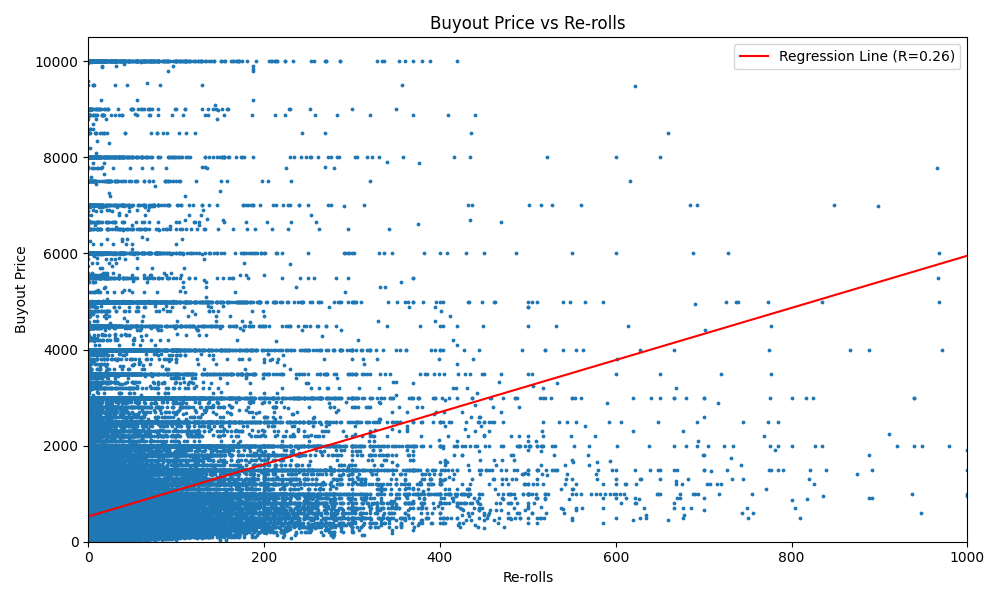 Buyout Price vs Re-rolls
Regression Line (R=0.26)
Buyout Price
10000
8000
6000
4000
2000
0
0 200 400 600 800 1000
Re-rolls